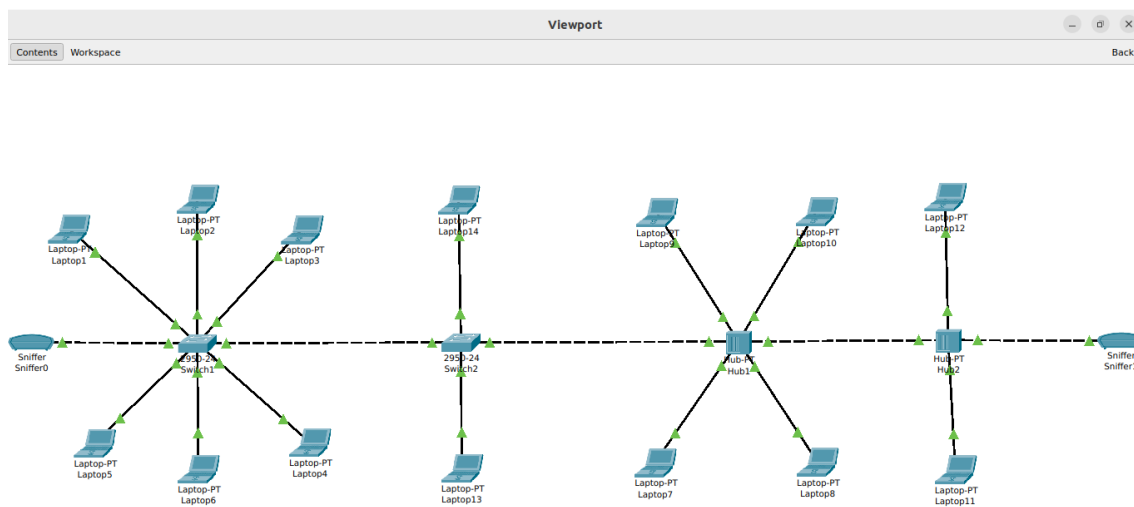 Viewport
Contents Workspace Back
Laptop-PT
Laptop2
Laptop-PT
Laptop14
Laptop-PT
Laptop12
Laptop-PT
Laptop9
Laptop-PT
Laptop10
Laptop-PT
Laptop1
Laptop-PT
Laptop3
Sniffer
Sniffer0
2950-24
Switch1
2950-24
Switch2
Hub-PT
Hub1
Hub-PT
Hub2
Sniffer
Laptop-PT
Laptop5
Laptop-PT
Laptop6
Laptop-PT
Laptop4
Laptop-PT
Laptop13
Laptop-PT
Laptop7
Laptop-PT
Laptop8
Laptop-PT
Laptop11